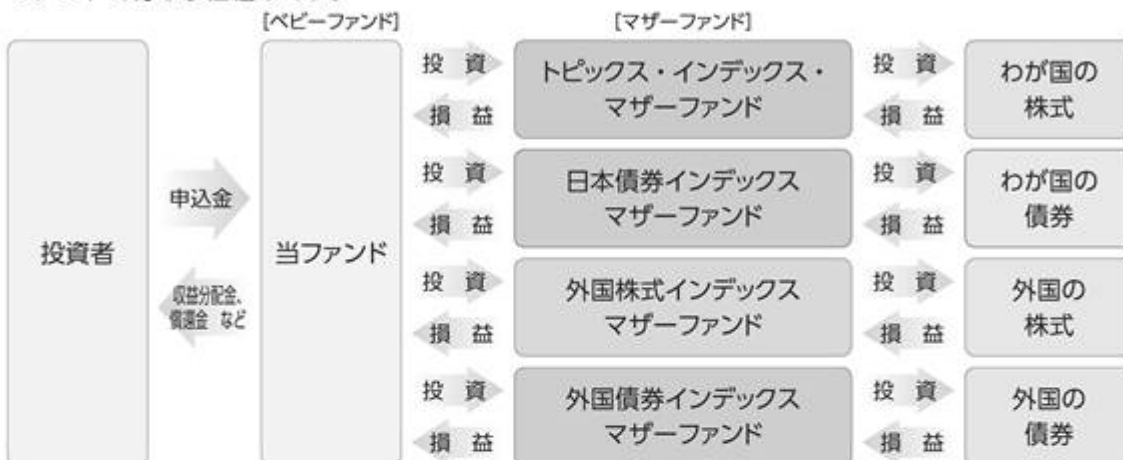 [ベビーファンド]
[マザーファンド]
投資者
申込金
収益分配金、
償還金 など
当ファンド
投 資
損 益
トピックス・インデックス・
マザーファンド
投 資
損 益
わが国の
株式
投 資
損 益
日本債券インデックス
マザーファンド
投 資
損 益
わが国の
債券
投 資
損 益
外国株式インデックス
マザーファンド
投 資
損 益
外国の
株式
投 資
損 益
外国債券インデックス
マザーファンド
投 資
損 益
外国の
債券